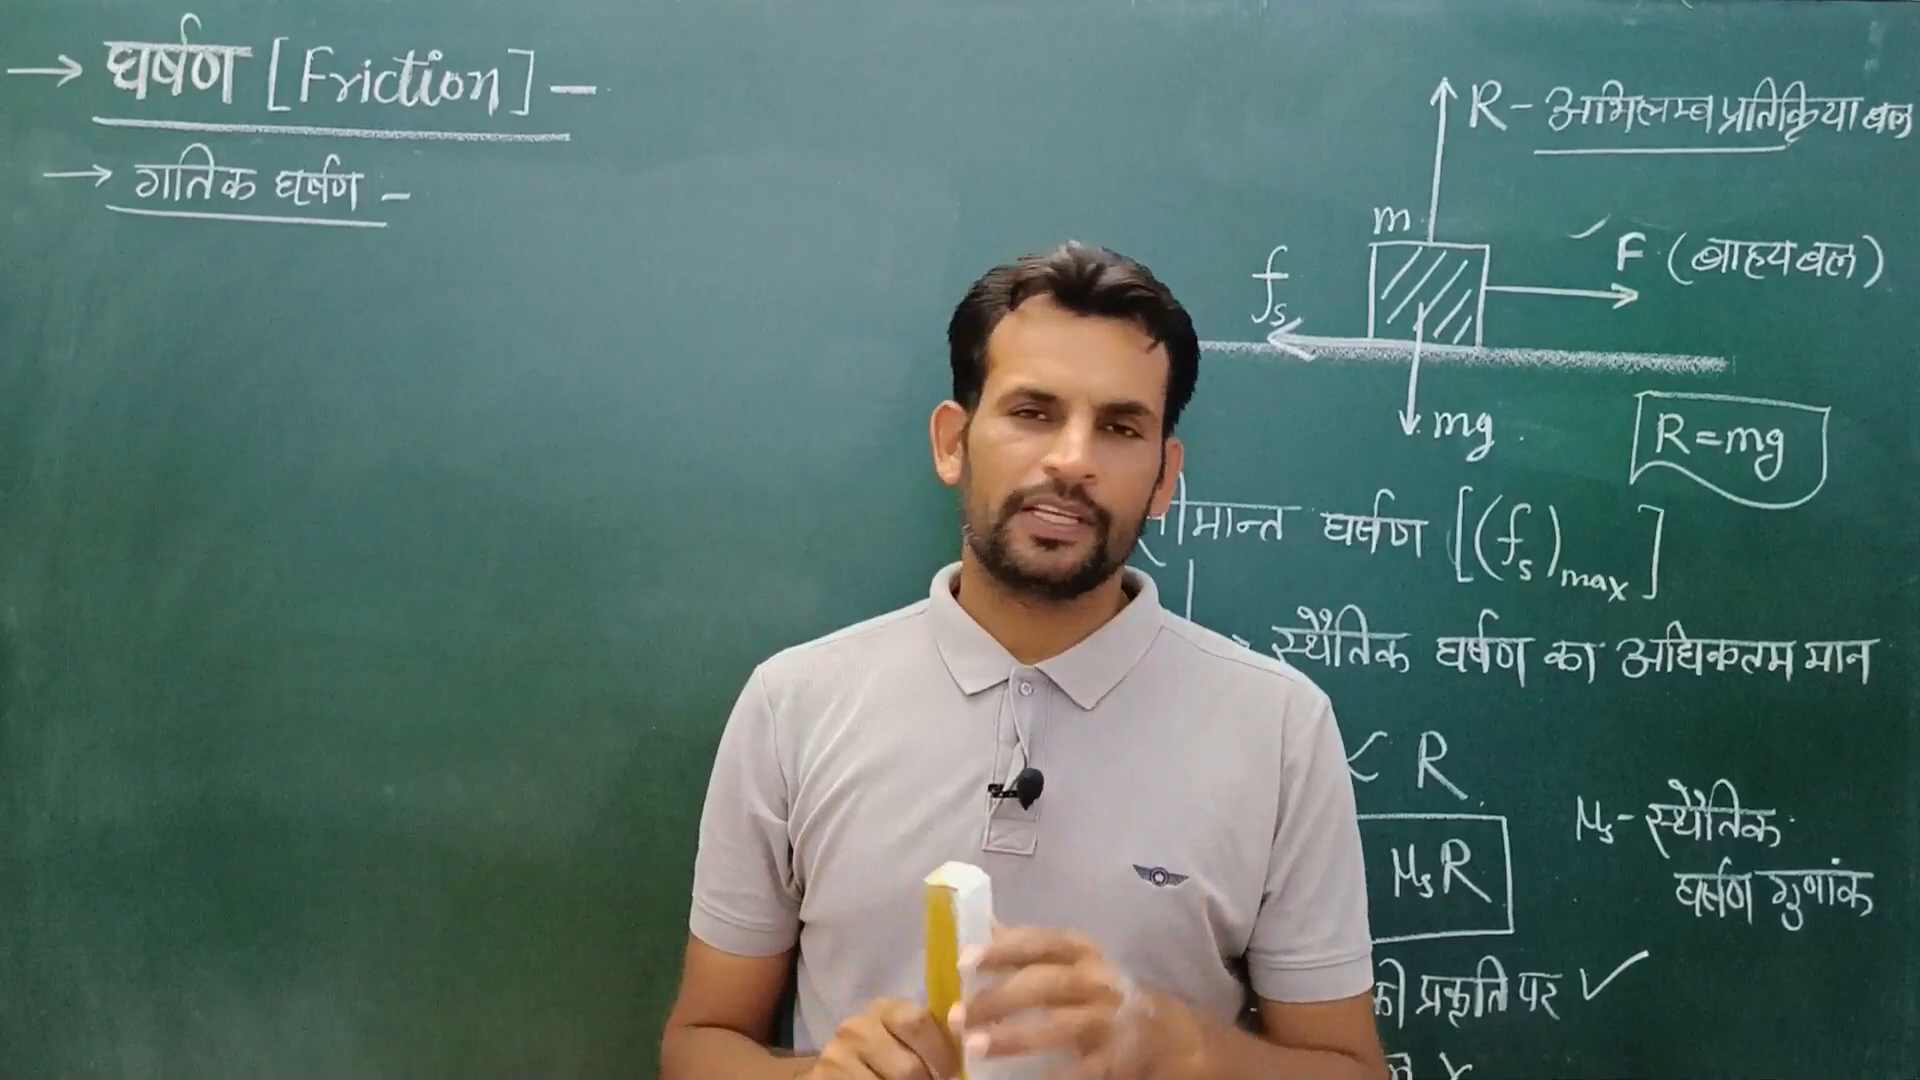 → घर्षण [Friction] -
→ गतिक घर्षण -
R - अभिलम्ब प्रतिक्रिया बल
m
F (बाह्य बल)
fs
mg
R=mg
सीमान्त घर्षण [(fs)max]
स्थैतिक घर्षण का अधिकतम मान
R
μsR
μs - स्थैतिक
घर्षण गुणांक
की प्रकृति पर ✓